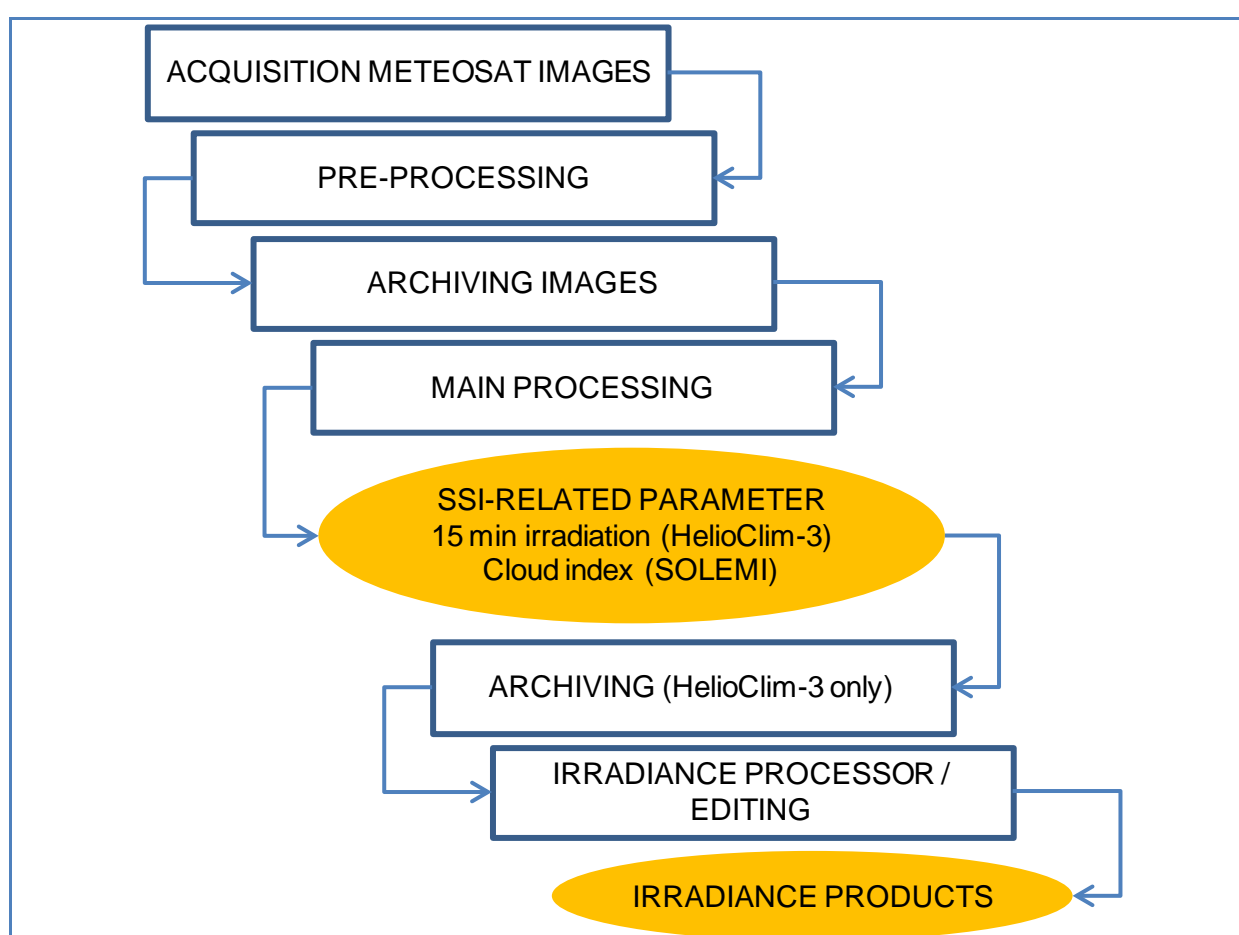 ACQUISITION METEOSAT IMAGES
PRE-PROCESSING
ARCHIVING IMAGES
MAIN PROCESSING
SSI-RELATED PARAMETER
15 min irradiation (HelioClim-3)
Cloud index (SOLEMI)
ARCHIVING (HelioClim-3 only)
IRRADIANCE PROCESSOR /
EDITING
IRRADIANCE PRODUCTS